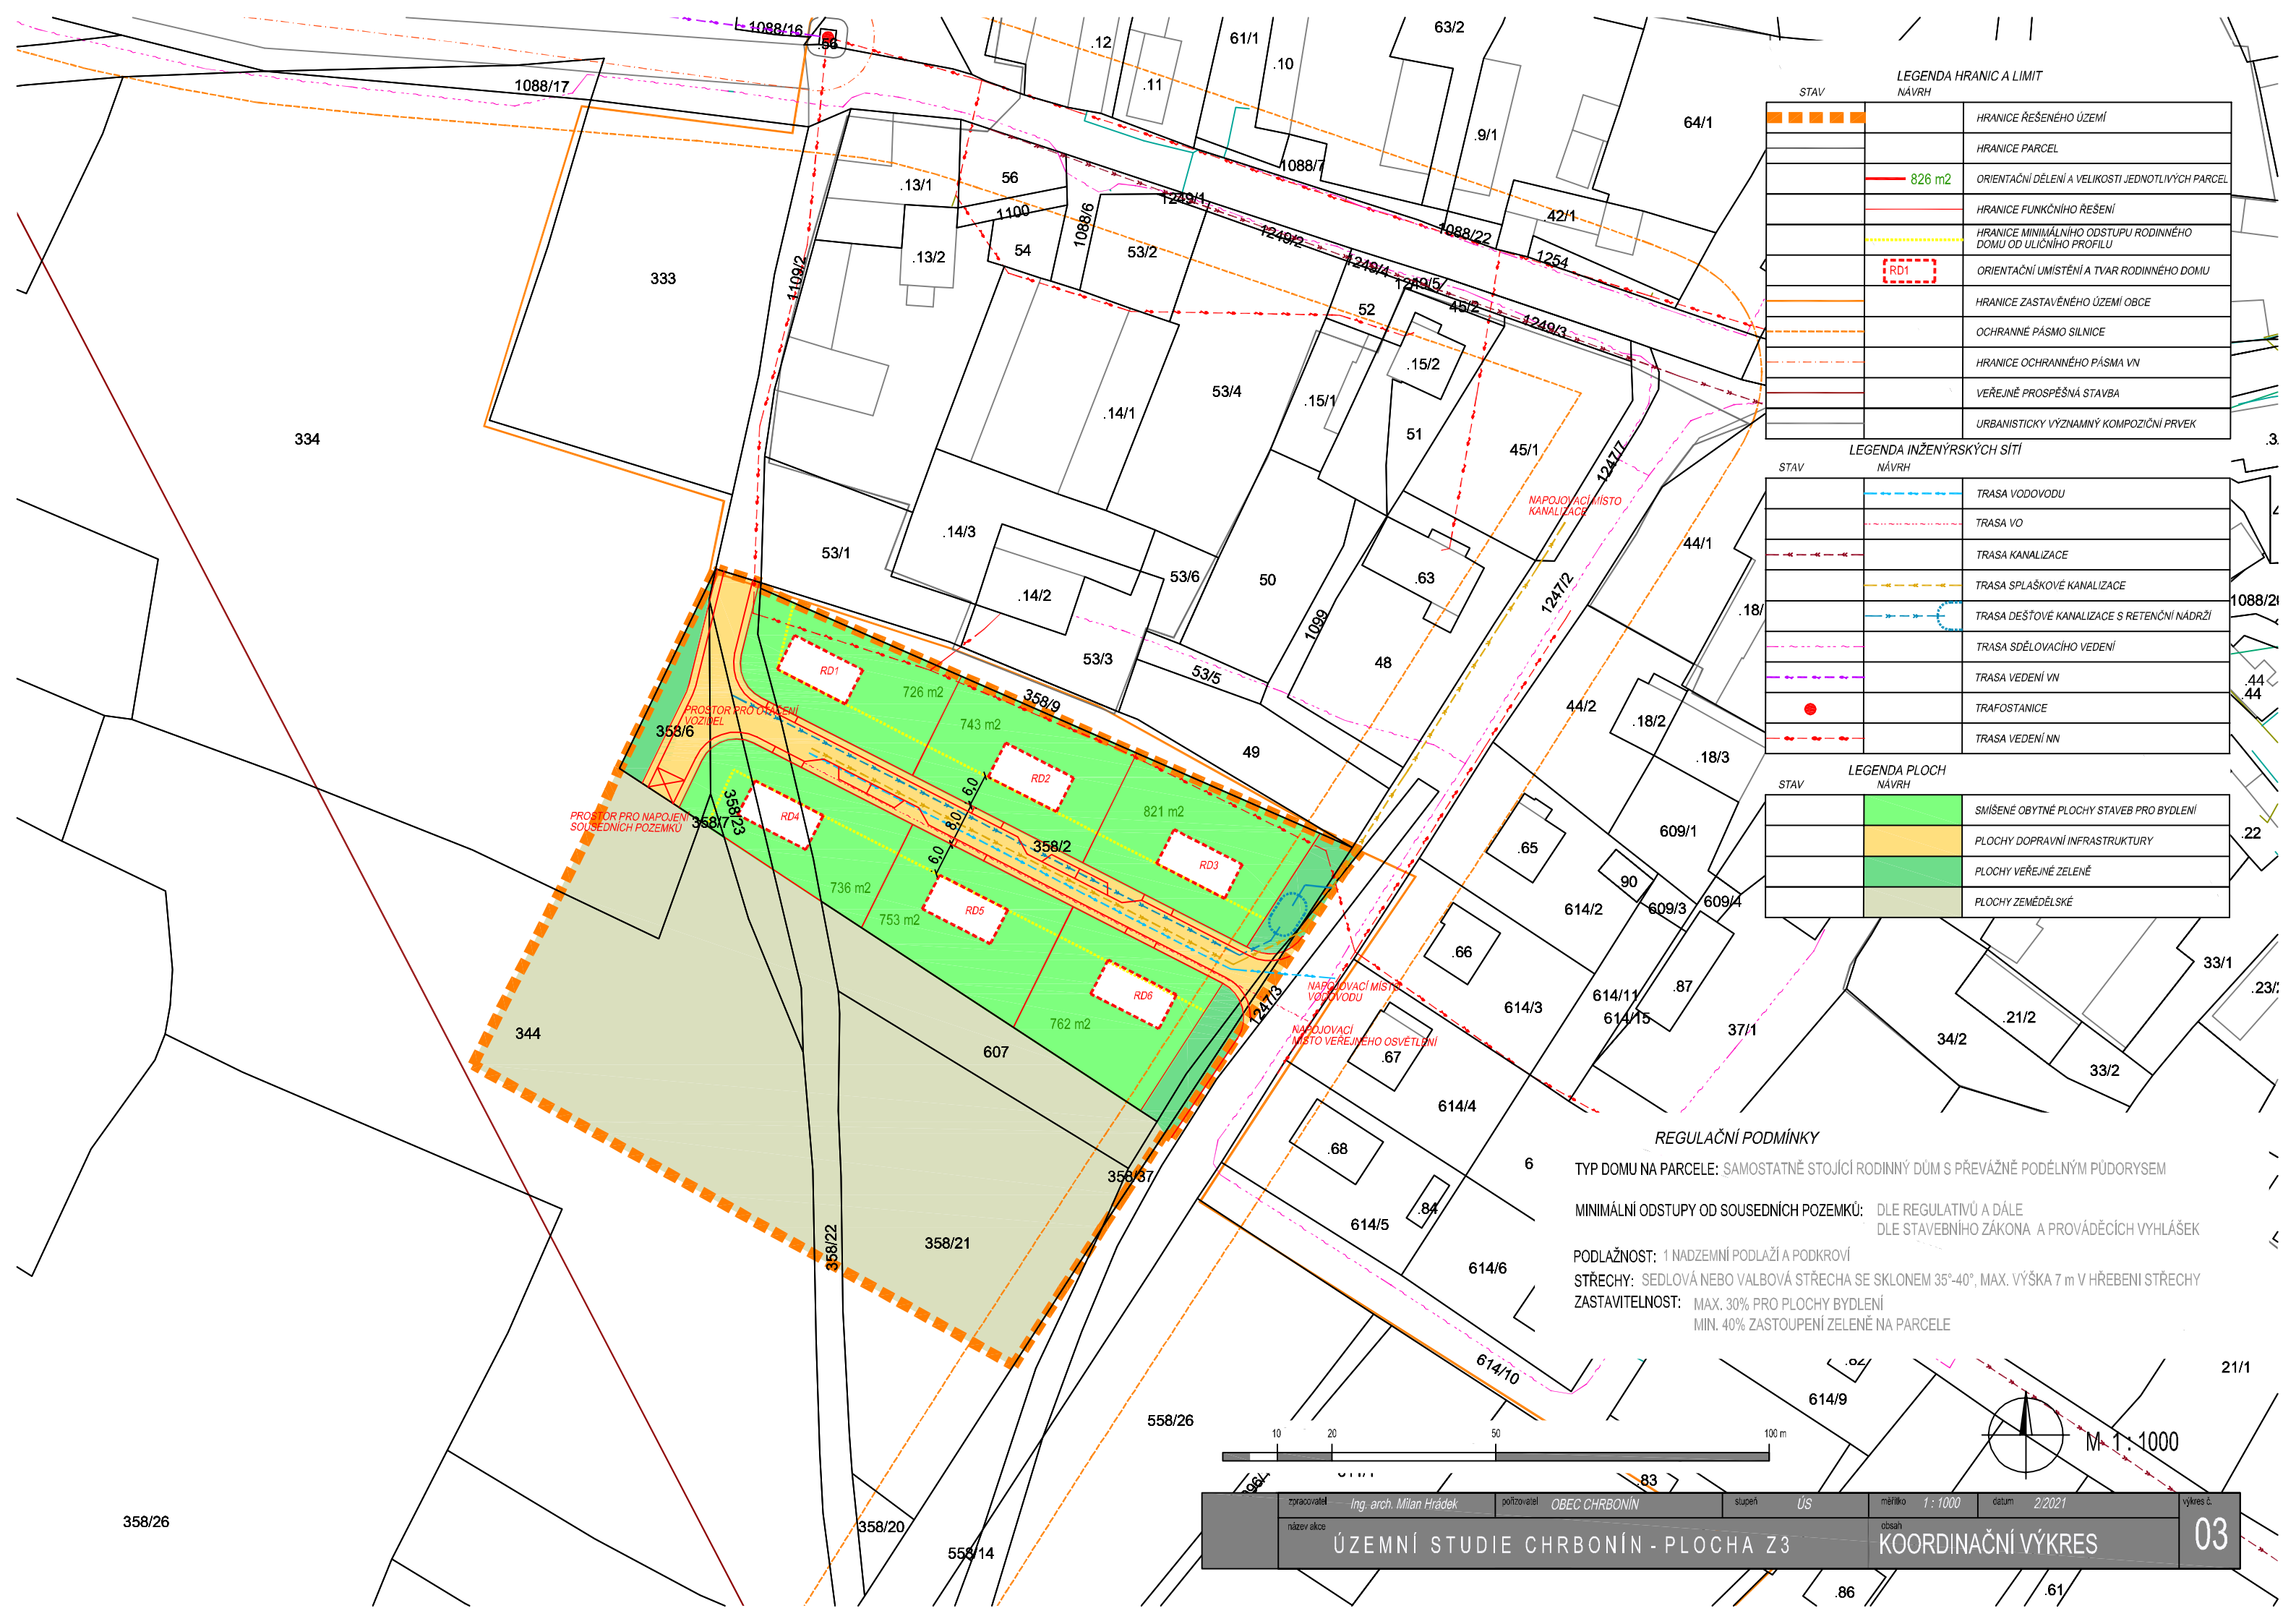 1088/16
.56
.12
61/1
.10
63/2
.11
1088/17
.9/1
64/1
1088/7
.13/1
56
1249/1
1100
1088/6
1249/2
1088/22
.42/1
1254
.13/2
54
53/2
333
1109/2
1249/4
1249/5
52
45/2
1249/3
.15/2
53/4
.15/1
.14/1
51
45/1
334
1247/7
NAPOJOVACÍ MÍSTO
KANALIZACE
.14/3
53/1
44/1
53/6
50
.63
1247/2
.14/2
1099
.18/
1088/20
53/3
48
53/5
RD1
726 m2
358/9
743 m2
PROSTOR PRO OTÁČENÍ
VOZIDEL
358/6
44/2
.18/2
.18/3
49
.44
.44
RD2
6,0
8,0
6,0
821 m2
PROSTOR PRO NAPOJENÍ
SOUSEDNÍCH POZEMKŮ
358/7
358/23
RD4
358/2
RD3
609/1
.65
.22
736 m2
753 m2
RD5
90
614/2
609/3
609/4
.66
RD6
762 m2
NAPOJOVACÍ MÍSTO
VODOVODU
1247/3
NAPOJOVACÍ
MÍSTO VEŘEJNÉHO OSVĚTLENÍ
614/3
614/11
614/15
.87
33/1
.23/2
.21/2
37/1
34/2
33/2
344
607
.67
614/4
.68
6
358/37
.84
614/5
358/22
358/21
614/6
614/10
558/26
614/9
.82
21/1
83
358/26
358/20
558/14
.86
.61
LEGENDA HRANIC A LIMIT
STAV NÁVRH
HRANICE ŘEŠENÉHO ÚZEMÍ
HRANICE PARCEL
826 m2 ORIENTAČNÍ DĚLENÍ A VELIKOSTI JEDNOTLIVÝCH PARCEL
HRANICE FUNKČNÍHO ŘEŠENÍ
HRANICE MINIMÁLNÍHO ODSTUPU RODINNÉHO
DOMU OD ULIČNÍHO PROFILU
RD1 ORIENTAČNÍ UMÍSTĚNÍ A TVAR RODINNÉHO DOMU
HRANICE ZASTAVĚNÉHO ÚZEMÍ OBCE
OCHRANNÉ PÁSMO SILNICE
HRANICE OCHRANNÉHO PÁSMA VN
VEŘEJNĚ PROSPĚŠNÁ STAVBA
URBANISTICKY VÝZNAMNÝ KOMPOZIČNÍ PRVEK
LEGENDA INŽENÝRSKÝCH SÍTÍ
STAV NÁVRH
TRASA VODOVODU
TRASA VO
TRASA KANALIZACE
TRASA SPLAŠKOVÉ KANALIZACE
TRASA DEŠŤOVÉ KANALIZACE S RETENČNÍ NÁDRŽÍ
TRASA SDĚLOVACÍHO VEDENÍ
TRASA VEDENÍ VN
TRAFOSTANICE
TRASA VEDENÍ NN
LEGENDA PLOCH
STAV NÁVRH
SMÍŠENÉ OBYTNÉ PLOCHY STAVEB PRO BYDLENÍ
PLOCHY DOPRAVNÍ INFRASTRUKTURY
PLOCHY VEŘEJNÉ ZELENĚ
PLOCHY ZEMĚDĚLSKÉ
REGULAČNÍ PODMÍNKY
TYP DOMU NA PARCELE: SAMOSTATNĚ STOJÍCÍ RODINNÝ DŮM S PŘEVÁŽNĚ PODÉLNÝM PŮDORYSEM
MINIMÁLNÍ ODSTUPY OD SOUSEDNÍCH POZEMKŮ: DLE REGULATIVŮ A DÁLE
DLE STAVEBNÍHO ZÁKONA A PROVÁDĚCÍCH VYHLÁŠEK
PODLAŽNOST: 1 NADZEMNÍ PODLAŽÍ A PODKROVÍ
STŘECHY: SEDLOVÁ NEBO VALBOVÁ STŘECHA SE SKLONEM 35°-40°, MAX. VÝŠKA 7 m V HŘEBENI STŘECHY
ZASTAVITELNOST: MAX. 30% PRO PLOCHY BYDLENÍ
MIN. 40% ZASTOUPENÍ ZELENĚ NA PARCELE
10 20 50 100 m
M 1 : 1000
zpracovatel Ing. arch. Milan Hrádek pořizovatel OBEC CHRBONÍN stupeň ÚS měřítko 1 : 1000 datum 2/2021 výkres č.
název akce ÚZEMNÍ STUDIE CHRBONÍN - PLOCHA Z3 obsah KOORDINAČNÍ VÝKRES 03